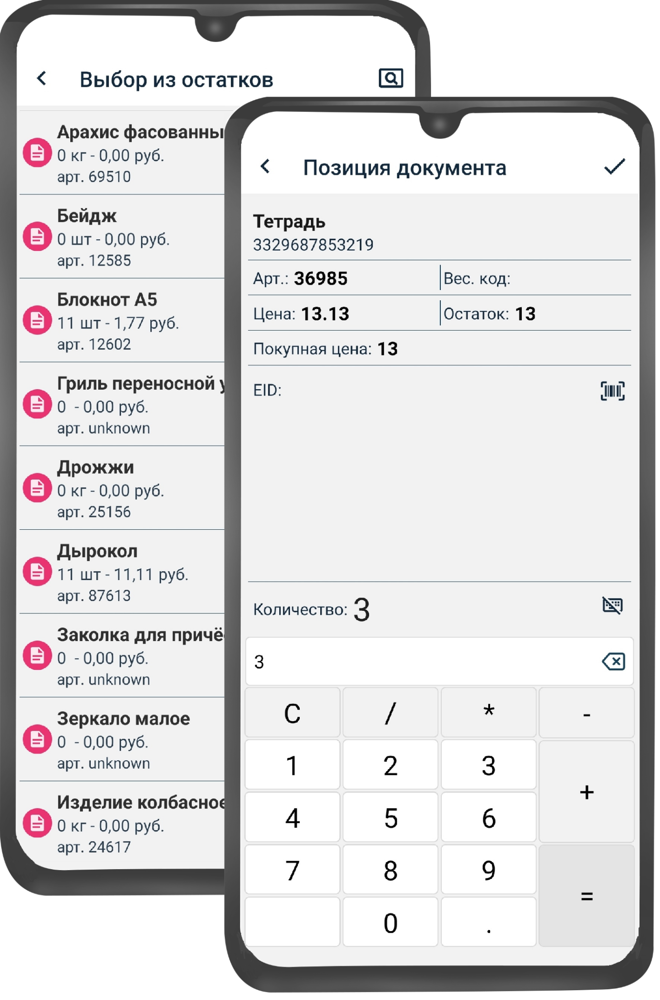 Выбор из остатков
Арахис фасованны
0 кг - 0,00 руб.
арт. 69510
Бейдж
0 шт - 0,00 руб.
арт. 12585
Блокнот А5
11 шт - 1,77 руб.
арт. 12602
Гриль переносной у
0  - 0,00 руб.
арт. unknown
Дрожжи
0 кг - 0,00 руб.
арт. 25156
Дырокол
11 шт - 11,11 руб.
арт. 87613
Заколка для причё
0  - 0,00 руб.
арт. unknown
Зеркало малое
0  - 0,00 руб.
арт. unknown
Изделие колбасное
0 кг - 0,00 руб.
арт. 24617
Позиция документа
Тетрадь
3329687853219
Арт.: 36985 Вес. код:
Цена: 13.13 Остаток: 13
Покупная цена: 13
EID:
Количество: 3
3
C / * -
1 2 3
+
4 5 6
7 8 9
=
0 .